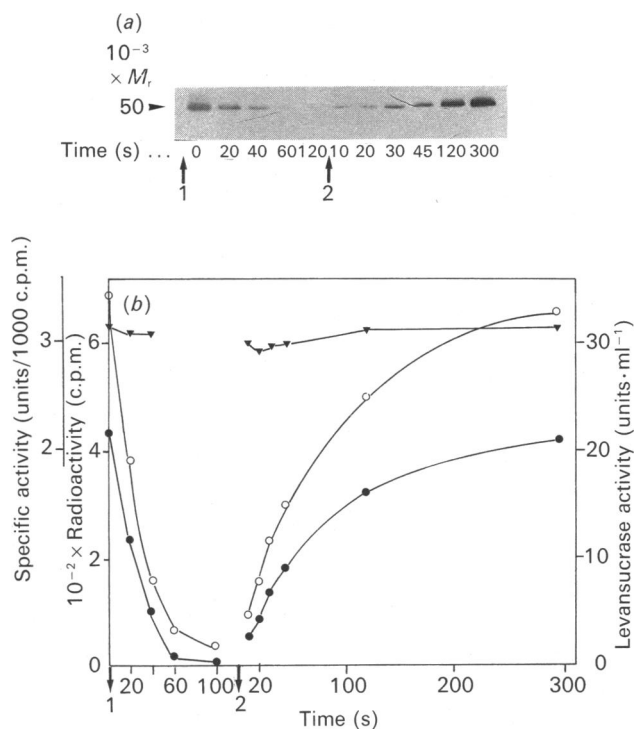 (a)
10⁻³
× Mᵣ
50
Time (s) ... 0 20 40 60 120 10 20 30 45 120 300
1 2
(b)
Specific activity (units/1000 c.p.m.)
3
2
10⁻² × Radioactivity (c.p.m.)
6
4
2
0
Levansucrase activity (units·ml⁻¹)
30
20
10
0
20 60 100 20 100 200 300
1 2
Time (s)